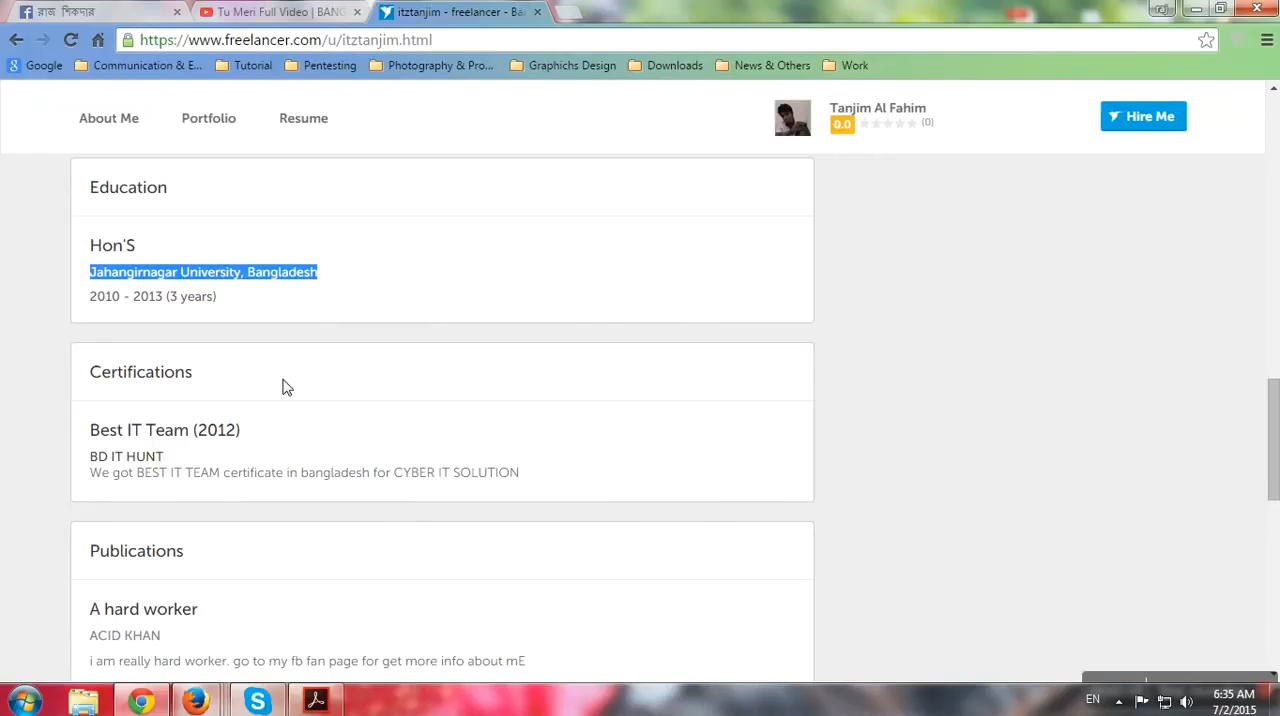 রাজ শিকদার
Tu Meri Full Video | BANG
itztanjim - freelancer - Ba
https://www.freelancer.com/u/itztanjim.html
Google
Communication & E...
Tutorial
Pentesting
Photography & Pro...
Graphichs Design
Downloads
News & Others
Work
About Me
Portfolio
Resume
Tanjim Al Fahim
0.0
(0)
Hire Me
Education
Hon'S
Jahangirnagar University, Bangladesh
2010 - 2013 (3 years)
Certifications
Best IT Team (2012)
BD IT HUNT
We got BEST IT TEAM certificate in bangladesh for CYBER IT SOLUTION
Publications
A hard worker
ACID KHAN
i am really hard worker. go to my fb fan page for get more info about mE
EN
6:35 AM
7/2/2015